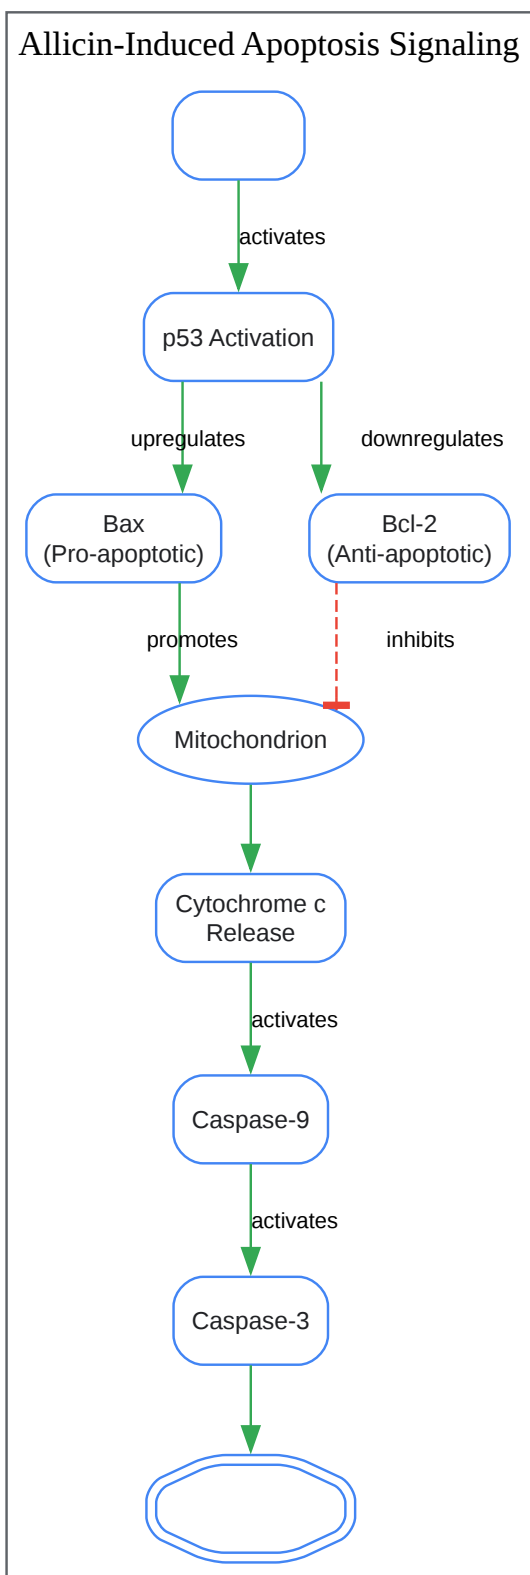 Allicin-Induced Apoptosis Signaling
activates
p53 Activation
upregulates
downregulates
Bax
(Pro-apoptotic)
Bcl-2
(Anti-apoptotic)
promotes
inhibits
Mitochondrion
Cytochrome c
Release
activates
Caspase-9
activates
Caspase-3